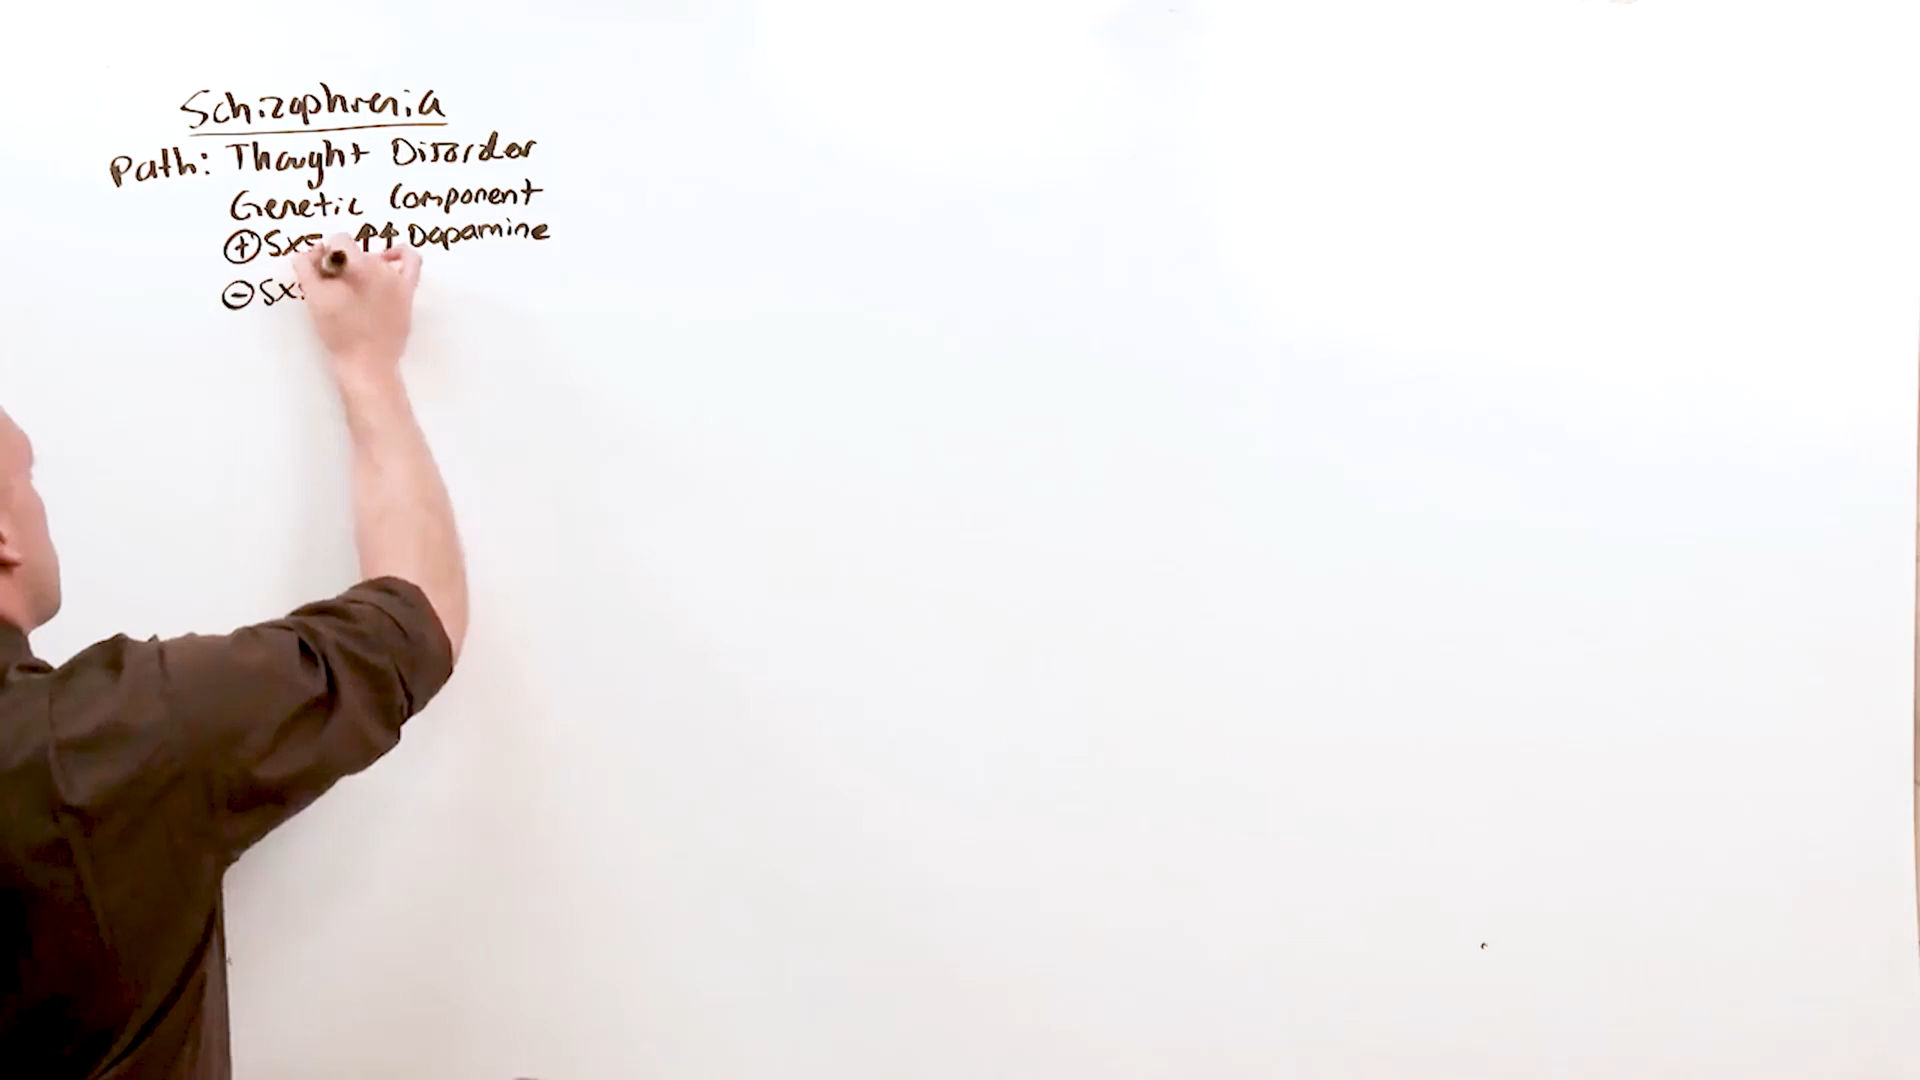 Schizophrenia
Path: Thought Disorder
Genetic Component
⊕ Sxs ↑↑ Dopamine
⊖ Sxs